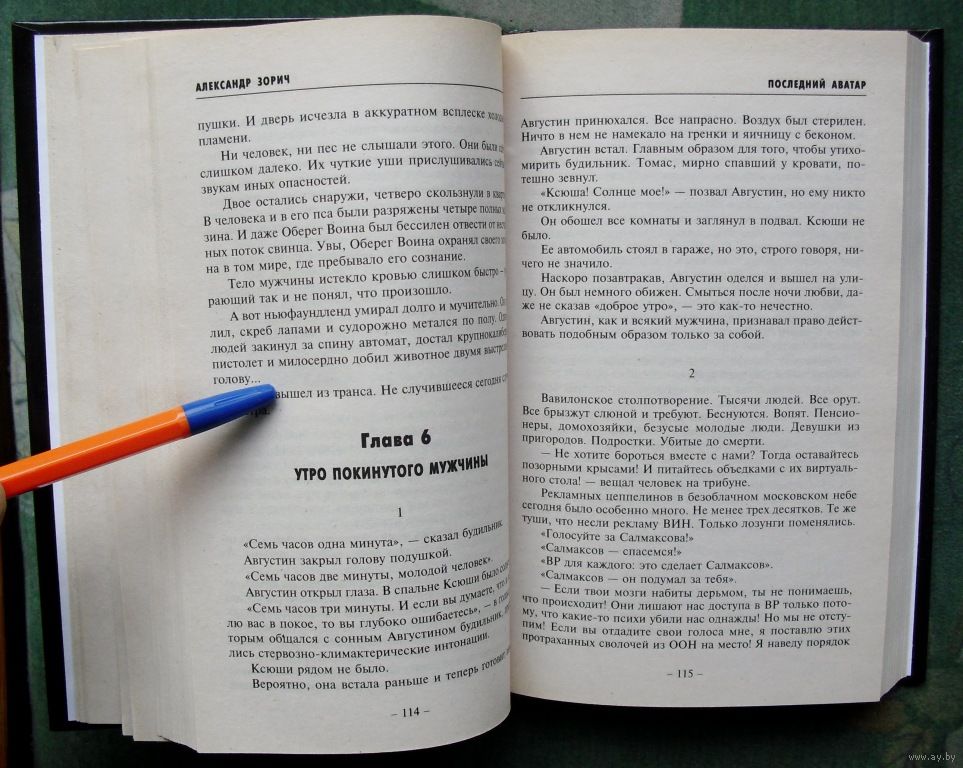 АЛЕКСАНДР ЗОРИЧ
пушки. И дверь исчезла в аккуратном всплеске
пламени.
Ни человек, ни пес не слышали этого. Они были
слишком далеко. Их чуткие уши прислушивались
звукам иных опасностей.
Двое остались снаружи, четверо скользнули в
В человека и в его пса были разряжены четыре полных
зина. И даже Оберег Воина был бессилен отвести от
ных поток свинца. Увы, Оберег Воина охранял своего
на в том мире, где пребывало его сознание.
Тело мужчины истекло кровью слишком быстро –
рающий так и не понял, что произошло.
А вот ньюфаундленд умирал долго и мучительно.
лил, скреб лапами и судорожно метался по полу.
людей закинул за спину автомат, достал
пистолет и милосердно добил животное двумя
голову...
вышел из транса. Не случившееся сегодня
Глава 6
УТРО ПОКИНУТОГО МУЖЧИНЫ
1
«Семь часов одна минута», — сказал будильник.
Августин закрыл голову подушкой.
«Семь часов две минуты, молодой человек».
Августин открыл глаза. В спальне Ксюши было
«Семь часов три минуты. И если вы думаете, что
лю вас в покое, то вы глубоко ошибаетесь», – в
торым общался с сонным Августином будильник,
лись стервозно-климактерические интонации.
Ксюши рядом не было.
Вероятно, она встала раньше и теперь готовит
– 114 –
ПОСЛЕДНИЙ АВАТАР
Августин принюхался. Все напрасно. Воздух был стерилен.
Ничто в нем не намекало на гренки и яичницу с беконом.
Августин встал. Главным образом для того, чтобы утихо-
мирить будильник. Томас, мирно спавший у кровати, по-
тешно зевнул.
«Ксюша! Солнце мое!» — позвал Августин, но ему никто
не откликнулся.
Он обошел все комнаты и заглянул в подвал. Ксюши не
было.
Ее автомобиль стоял в гараже, но это, строго говоря, ни-
чего не значило.
Наскоро позавтракав, Августин оделся и вышел на ули-
цу. Он был немного обижен. Смыться после ночи любви, да-
же не сказав «доброе утро», — это как-то нечестно.
Августин, как и всякий мужчина, признавал право дейст-
вовать подобным образом только за собой.
2
Вавилонское столпотворение. Тысячи людей. Все орут.
Все брызжут слюной и требуют. Беснуются. Вопят. Пенсио-
неры, домохозяйки, безусые молодые люди. Девушки из
пригородов. Подростки. Убитые до смерти.
— Не хотите бороться вместе с нами? Тогда оставайтесь
позорными крысами! И питайтесь объедками с их виртуаль-
ного стола! — вещал человек на трибуне.
Рекламных цеппелинов в безоблачном московском небе
сегодня было особенно много. Не менее трех десятков. Те же
туши, что несли рекламу ВИН. Только лозунги поменялись.
«Голосуйте за Салмаксова!»
«Салмаксов — спасемся!»
«ВР для каждого: это сделает Салмаксов».
«Салмаксов — он подумал за тебя».
— Если твои мозги набиты дерьмом, ты не понимаешь,
что происходит! Они лишают нас доступа в ВР только пото-
му, что какие-то психи убили нас однажды! Но мы не отсту-
пим! Если вы отдадите свои голоса мне, я поставлю этих
протраханных сволочей из ООН на место! Я наведу порядок
– 115 –
www.ay.by